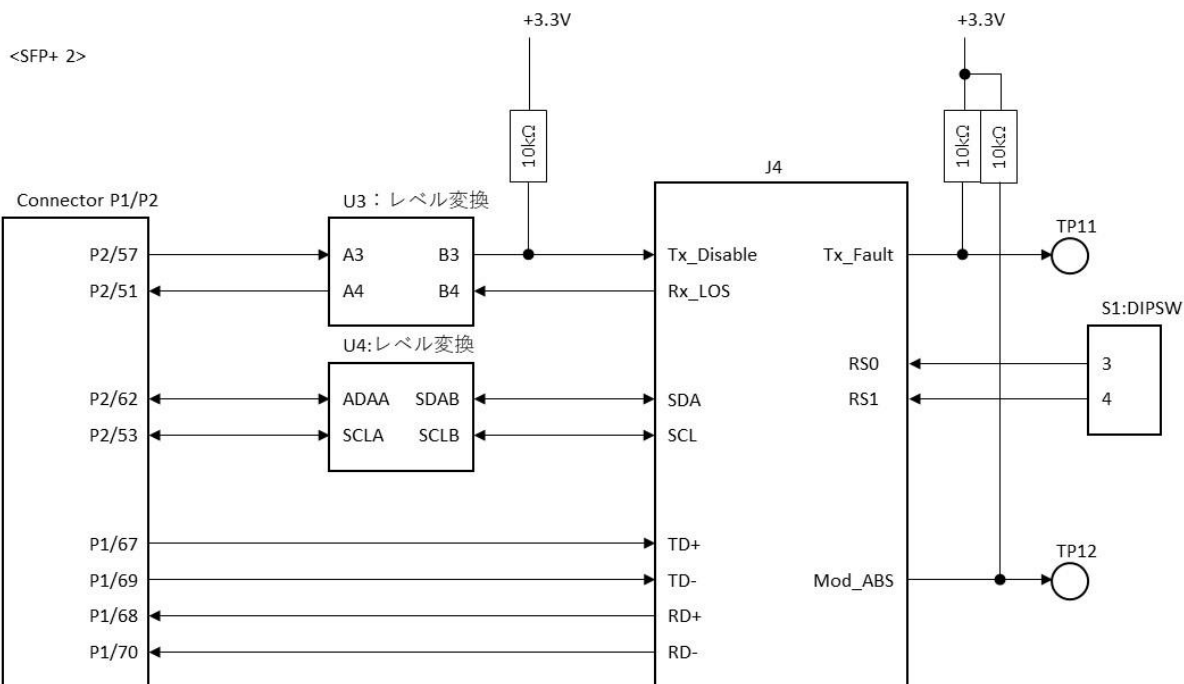 +3.3V
+3.3V
<SFP+ 2>
10kΩ
10kΩ
10kΩ
J4
Connector P1/P2
U3：レベル変換
P2/57
A3
B3
Tx_Disable
Tx_Fault
TP11
P2/51
A4
B4
Rx_LOS
S1:DIPSW
U4:レベル変換
RS0
3
P2/62
ADAA
SDAB
SDA
RS1
4
P2/53
SCLA
SCLB
SCL
P1/67
TD+
TP12
P1/69
TD-
Mod_ABS
P1/68
RD+
P1/70
RD-